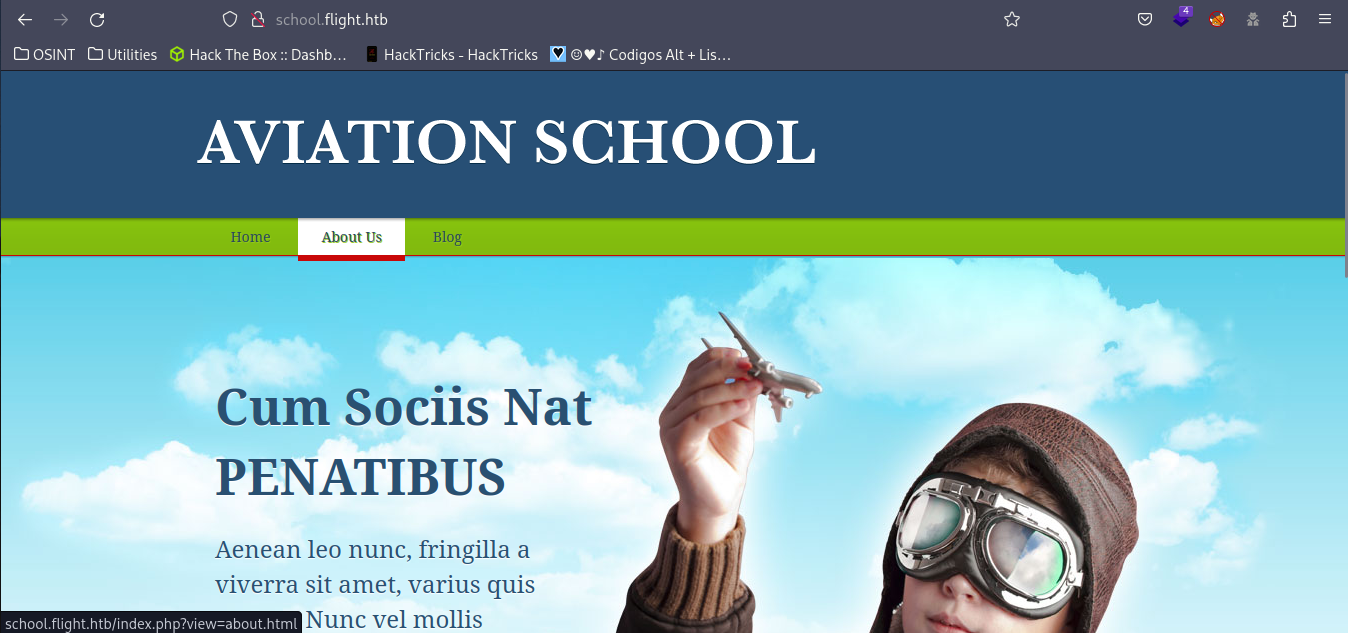 school.flight.htb
4
OSINT Utilities Hack The Box :: Dashb… HackTricks - HackTricks ☺♥♪ Codigos Alt + Lis…
AVIATION SCHOOL
Home About Us Blog
Cum Sociis Nat
PENATIBUS
Aenean leo nunc, fringilla a
viverra sit amet, varius quis
Nunc vel mollis
school.flight.htb/index.php?view=about.html